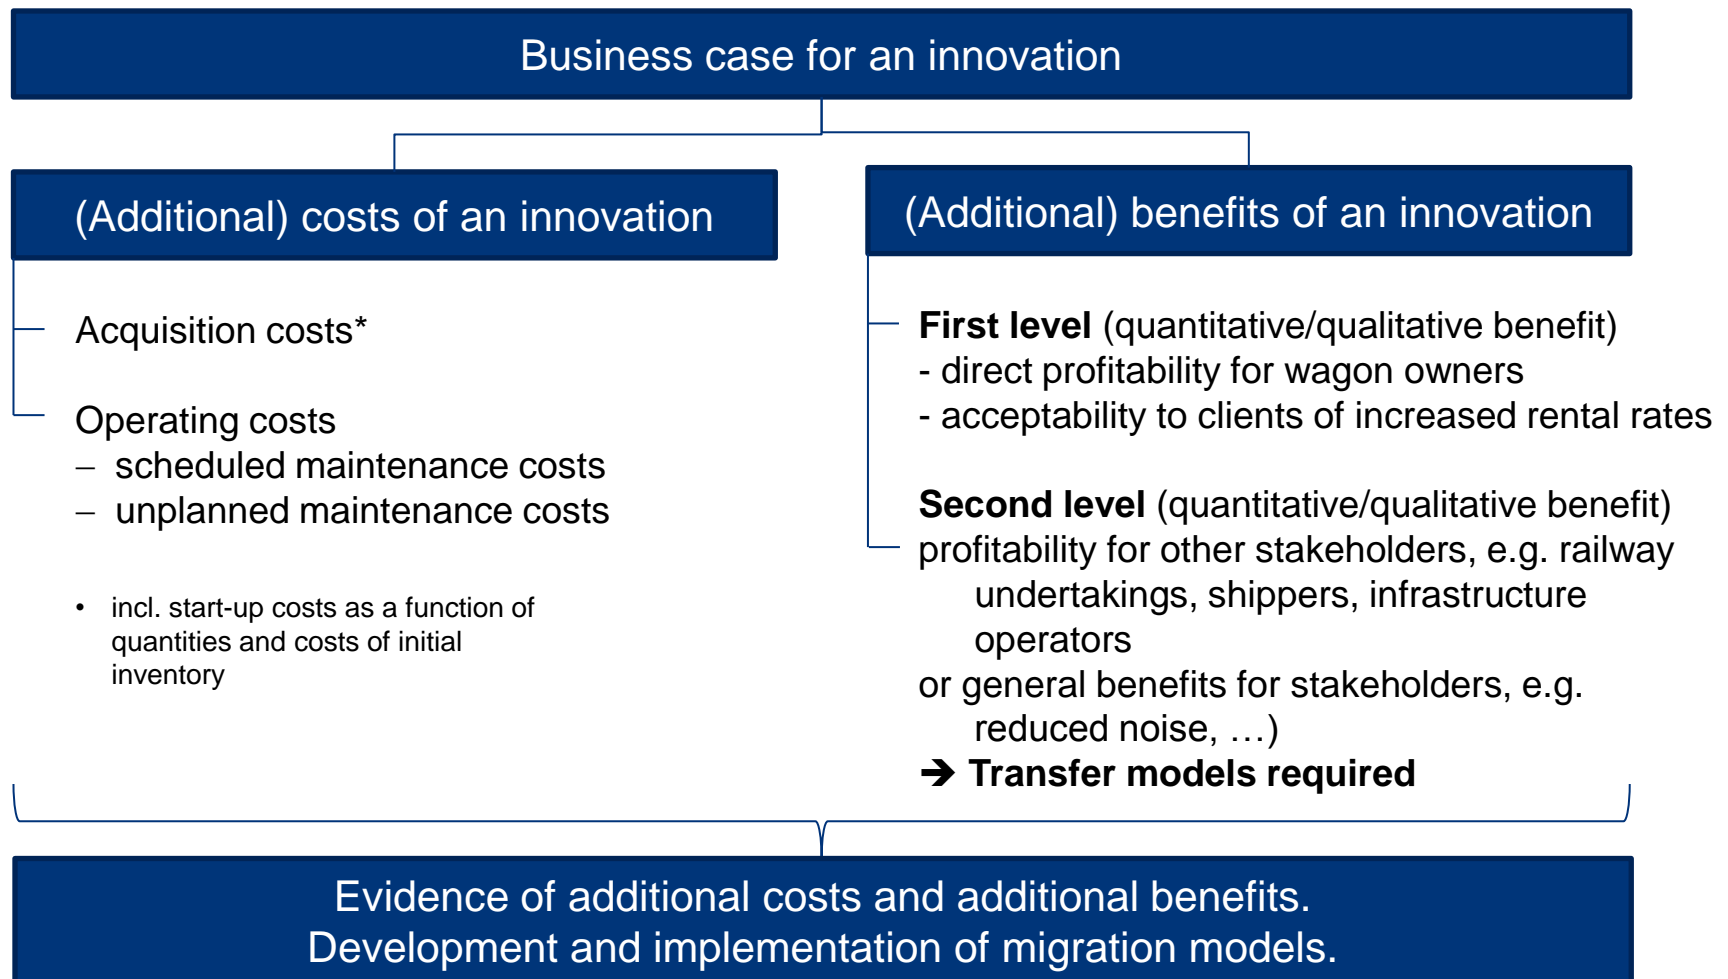 Business case for an innovation
(Additional) costs of an innovation
Acquisition costs*
Operating costs
– scheduled maintenance costs
– unplanned maintenance costs
• incl. start-up costs as a function of
quantities and costs of initial
inventory
(Additional) benefits of an innovation
First level (quantitative/qualitative benefit)
- direct profitability for wagon owners
- acceptability to clients of increased rental rates
Second level (quantitative/qualitative benefit)
profitability for other stakeholders, e.g. railway
undertakings, shippers, infrastructure
operators
or general benefits for stakeholders, e.g.
reduced noise, …)
➔ Transfer models required
Evidence of additional costs and additional benefits.
Development and implementation of migration models.